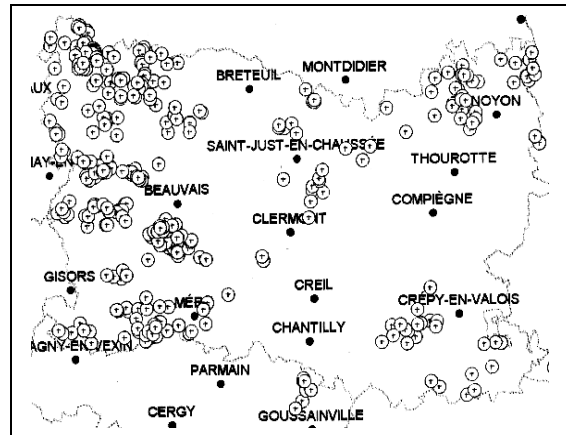 MONTDIDIER
BRETEUIL
AUX
NOYON
SAINT-JUST-EN-CHAUSSÉE
THOUROTTE
BEAUVAIS
COMPIÈGNE
CLERMONT
GISORS
CREIL
CRÉPY-EN-VALOIS
CHANTILLY
PARMAIN
CERGY
GOUSSAINVILLE